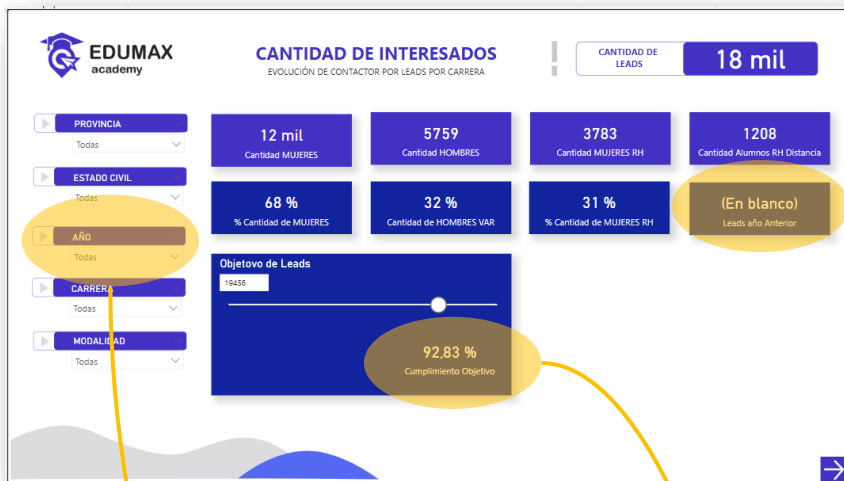 EDUMAX
academy
CANTIDAD DE INTERESADOS
EVOLUCIÓN DE CONTACTOR POR LEADS POR CARRERA
CANTIDAD DE
LEADS
18 mil
PROVINCIA
Todas
ESTADO CIVIL
Todas
AÑO
Todas
CARRERA
Todas
MODALIDAD
Todas
12 mil
Cantidad MUJERES
5759
Cantidad HOMBRES
3783
Cantidad MUJERES RH
1208
Cantidad Alumnos RH Distancia
68 %
% Cantidad de MUJERES
32 %
Cantidad de HOMBRES VAR
31 %
% Cantidad de MUJERES RH
(En blanco)
Leads año Anterior
Objetovo de Leads
19456
92,83 %
Cumplimiento Objetivo